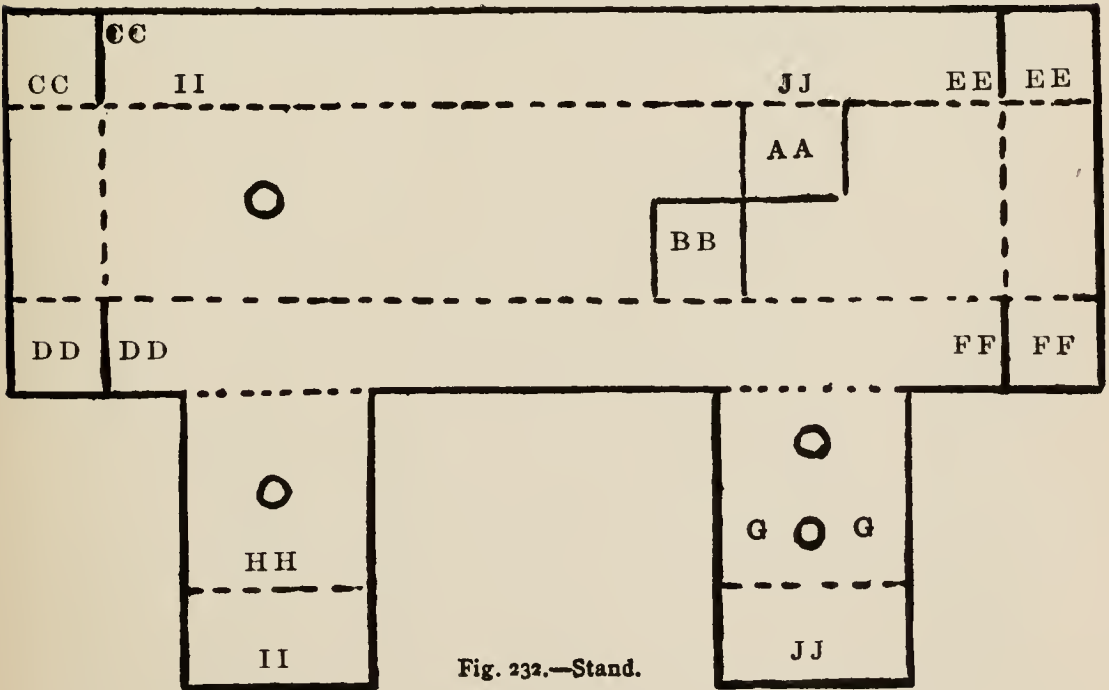 CC
CC II JJ EE EE
AA
BB
DD DD FF FF
G G
HH
II JJ
Fig. 232.—Stand.